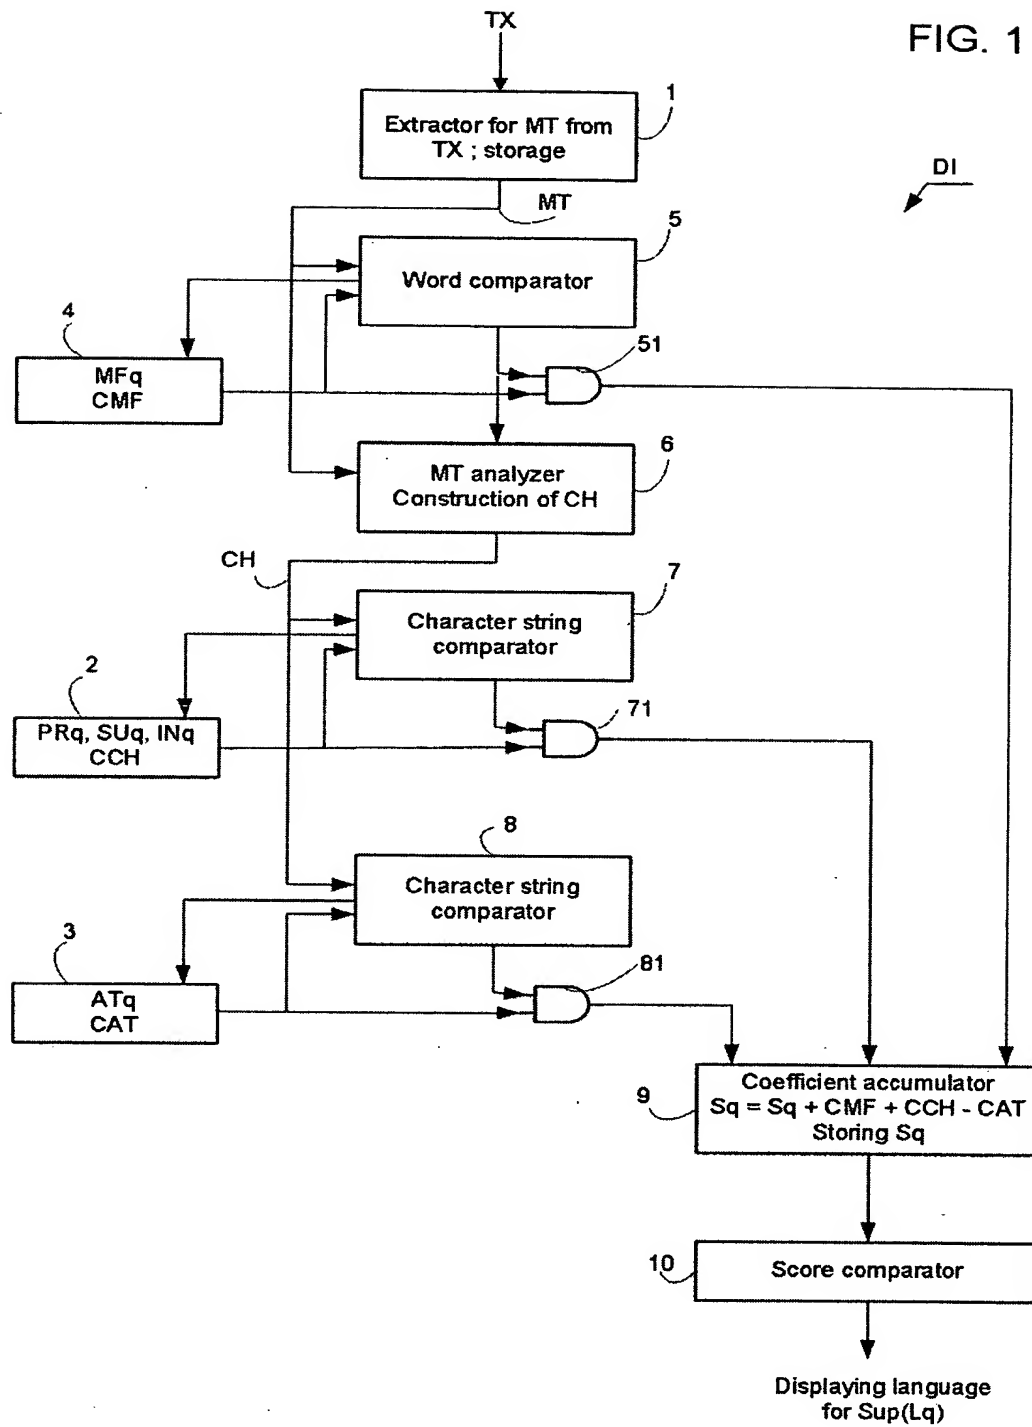 TX
FIG. 1
1
Extractor for MT from
TX ; storage
DI
MT
5
Word comparator
4
51
MFq
CMF
6
MT analyzer
Construction of CH
CH
7
Character string
comparator
2
71
PRq, SUq, INq
CCH
8
Character string
comparator
3
81
ATq
CAT
9
Coefficient accumulator
Sq = Sq + CMF + CCH - CAT
Storing Sq
10
Score comparator
Displaying language
for Sup(Lq)